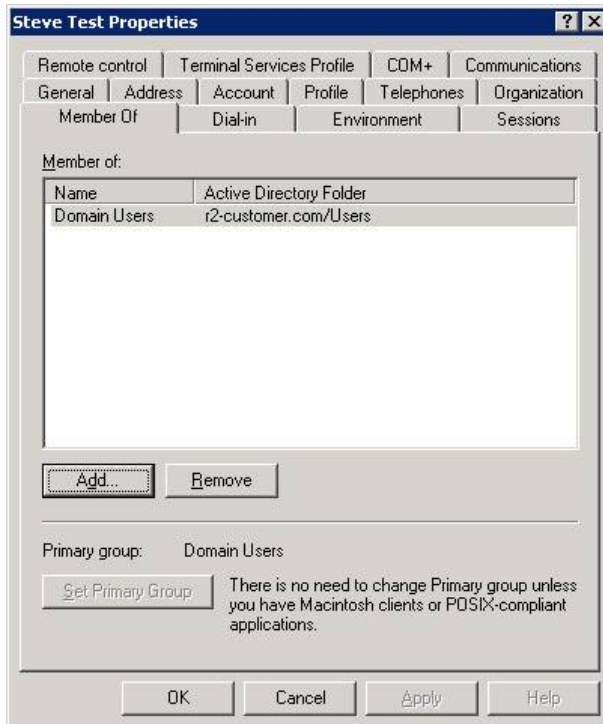 Steve Test Properties
Remote control Terminal Services Profile COM+ Communications
General Address Account Profile Telephones Organization
Member Of Dial-in Environment Sessions
Member of:
Name Active Directory Folder
Domain Users r2-customer.com/Users
Add... Remove
Primary group: Domain Users
Set Primary Group There is no need to change Primary group unless
you have Macintosh clients or POSIX-compliant
applications.
OK Cancel Apply Help